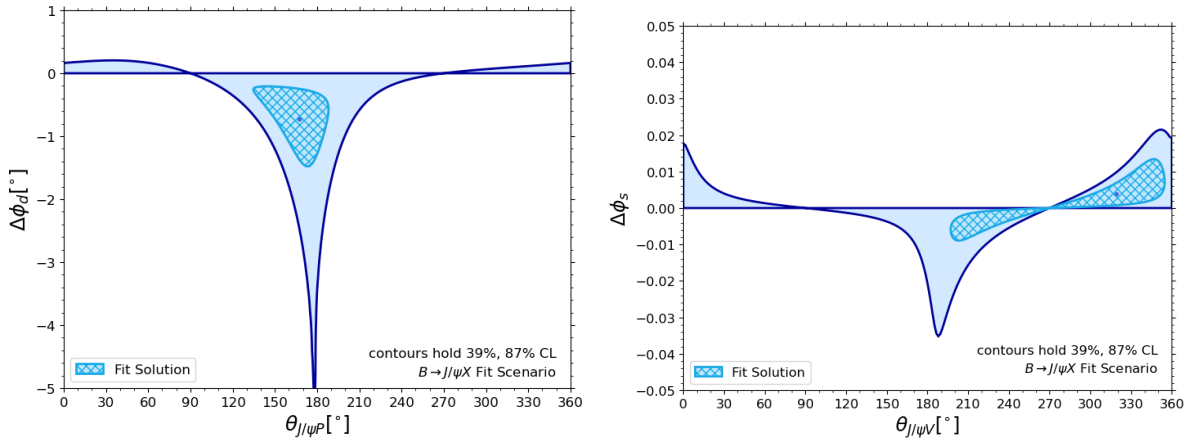 1
0
−1
−2
−3
−4
−5
Δϕd[°]
contours hold 39%, 87% CL
B→J/ψX Fit Scenario
Fit Solution
0 30 60 90 120 150 180 210 240 270 300 330 360
θJ/ψP[°]
0.05
0.04
0.03
0.02
0.01
0.00
−0.01
−0.02
−0.03
−0.04
−0.05
Δϕs
contours hold 39%, 87% CL
B→J/ψX Fit Scenario
Fit Solution
0 30 60 90 120 150 180 210 240 270 300 330 360
θJ/ψV[°]